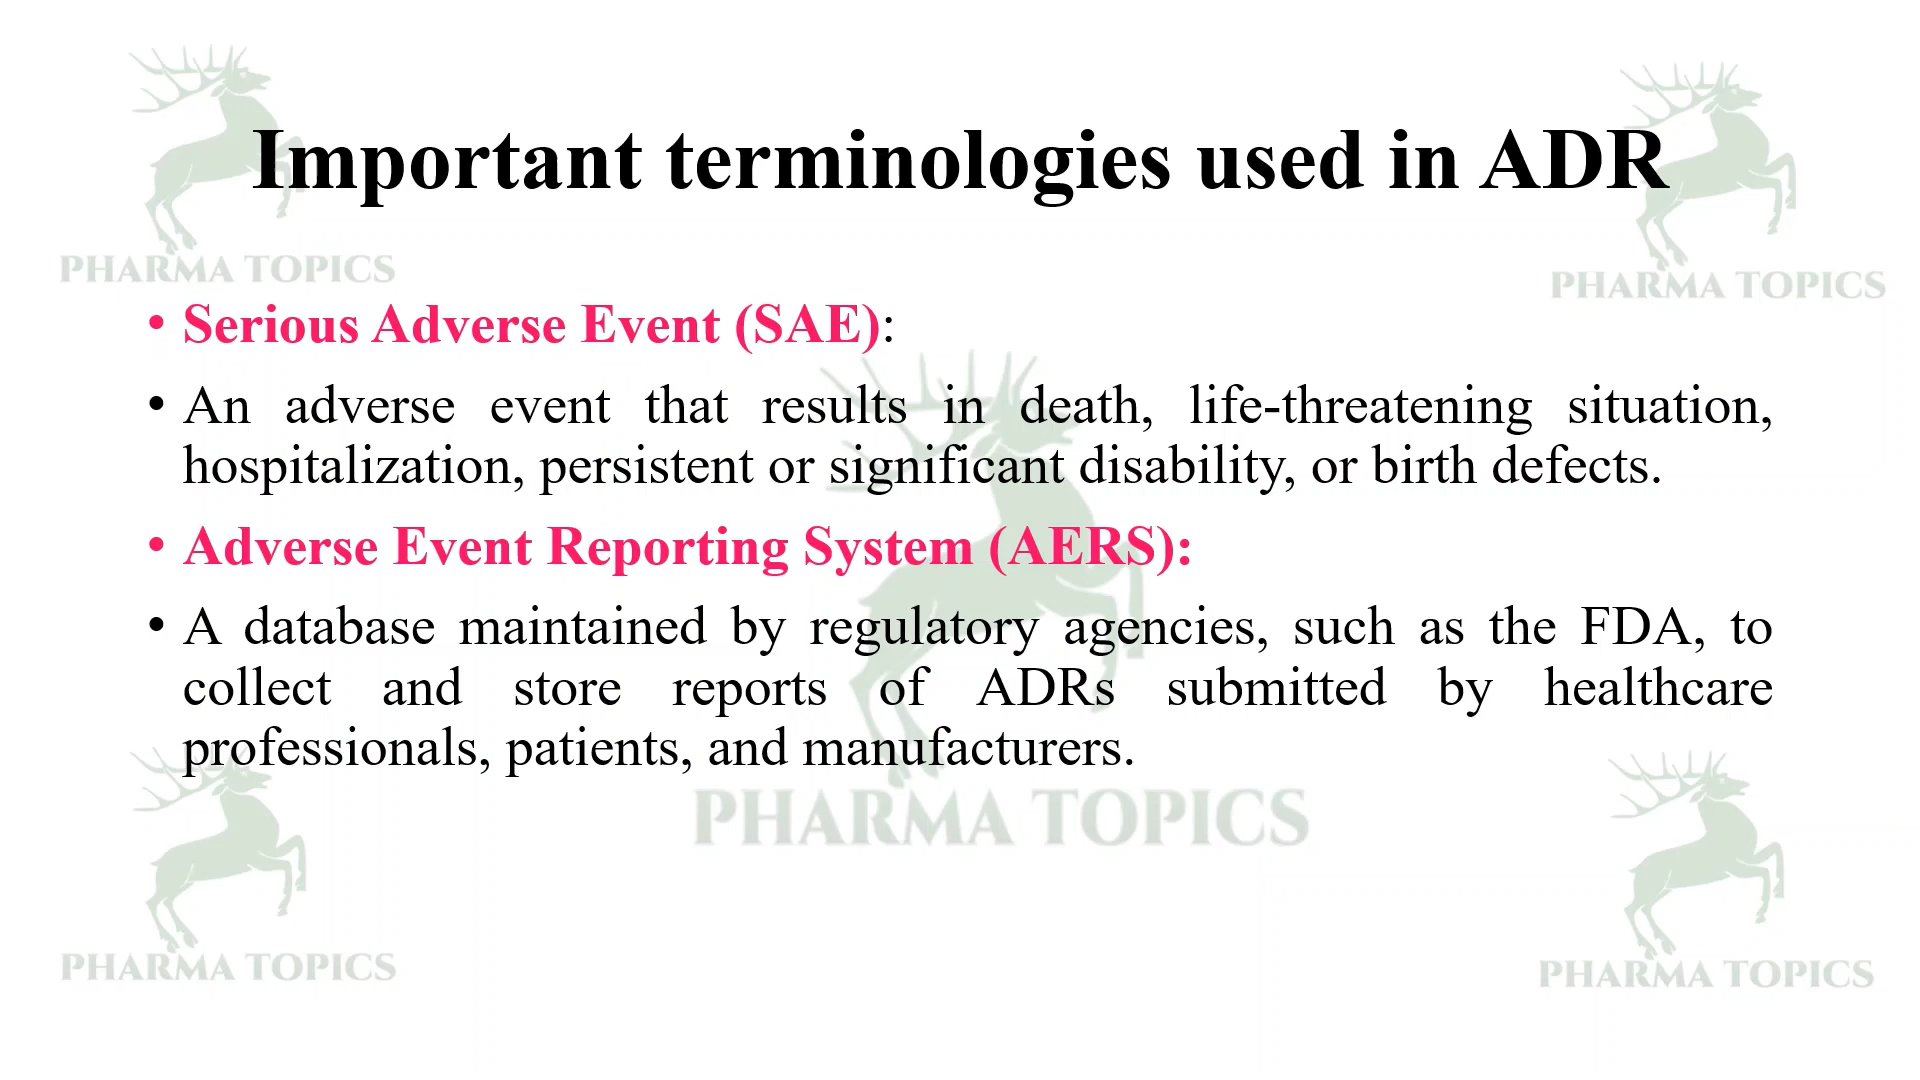 Important terminologies used in ADR
PHARMA TOPICS
PHARMA TOPICS
• Serious Adverse Event (SAE):
• An adverse event that results in death, life-threatening situation,
hospitalization, persistent or significant disability, or birth defects.
• Adverse Event Reporting System (AERS):
• A database maintained by regulatory agencies, such as the FDA, to
collect and store reports of ADRs submitted by healthcare
professionals, patients, and manufacturers.
PHARMA TOPICS
PHARMA TOPICS
PHARMA TOPICS